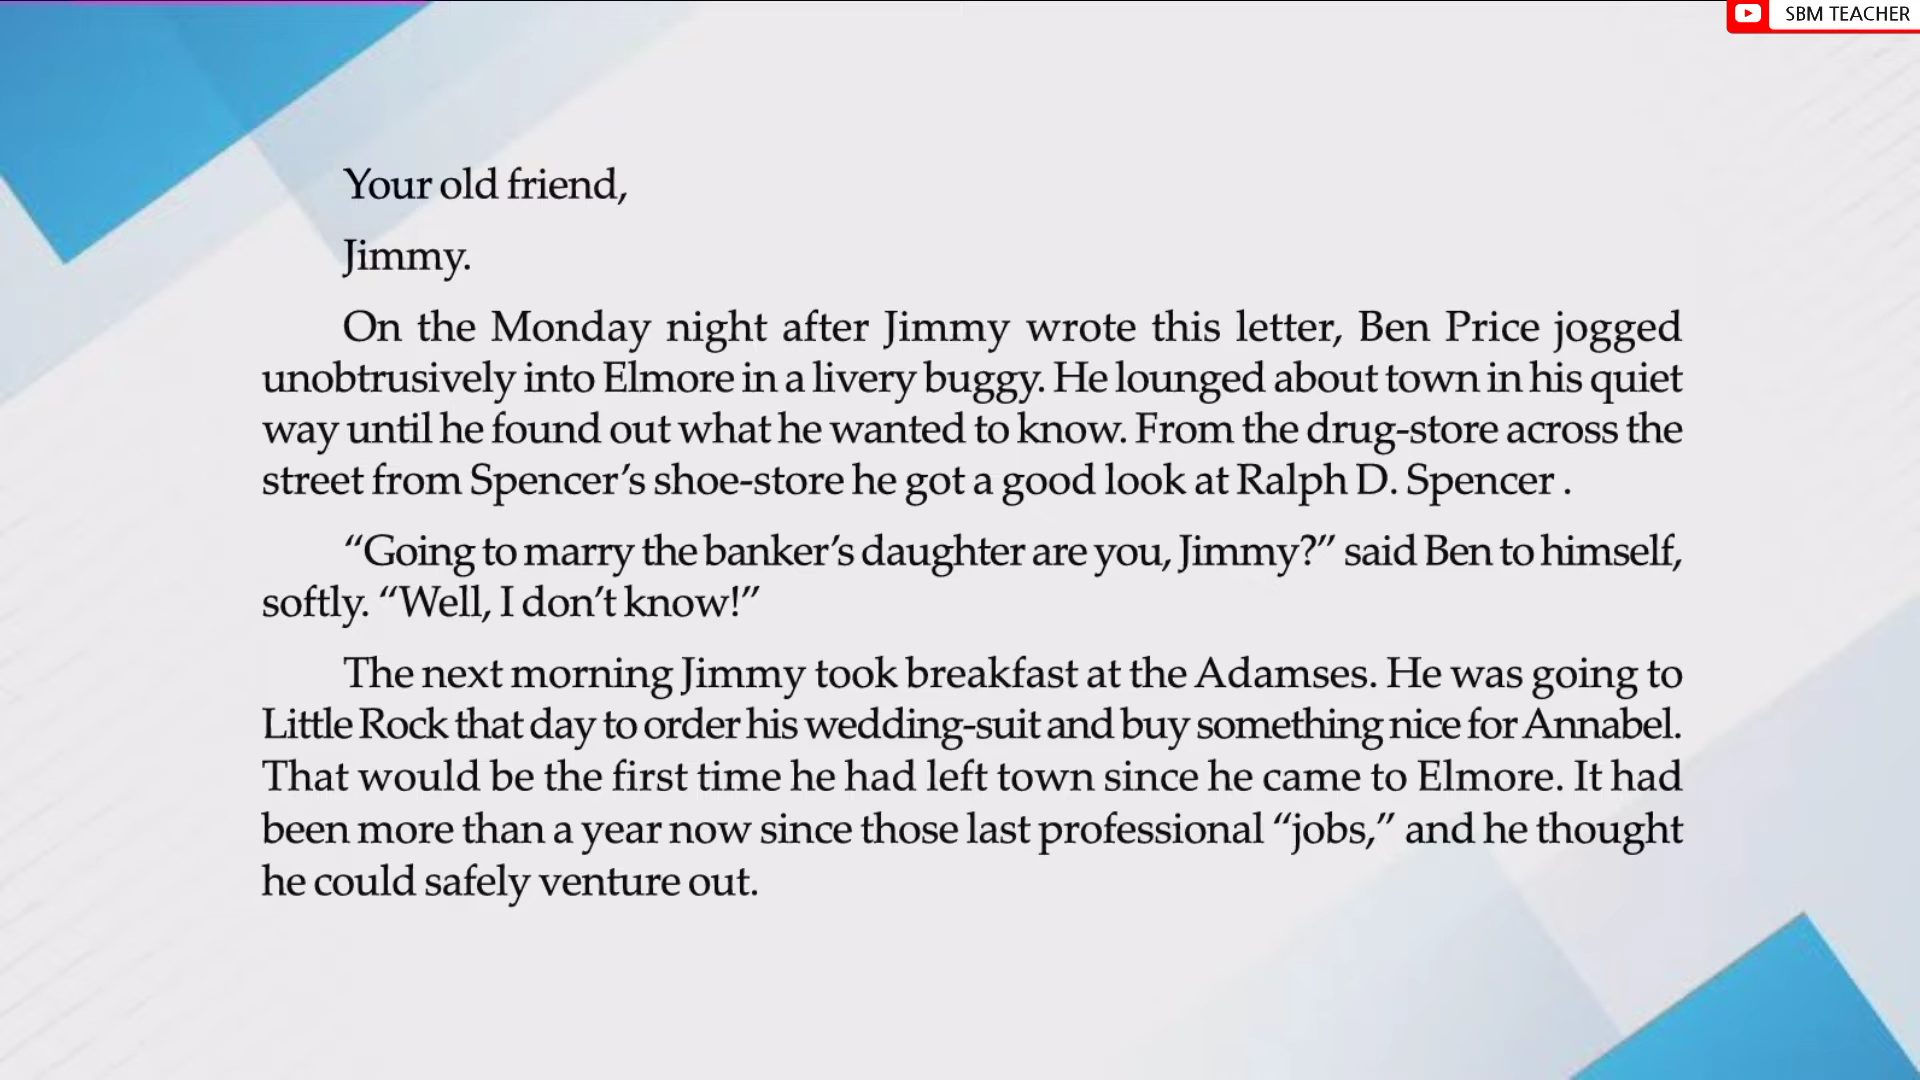 SBM TEACHER
Your old friend,
Jimmy.
On the Monday night after Jimmy wrote this letter, Ben Price jogged
unobtrusively into Elmore in a livery buggy. He lounged about town in his quiet
way until he found out what he wanted to know. From the drug-store across the
street from Spencer’s shoe-store he got a good look at Ralph D. Spencer .
“Going to marry the banker’s daughter are you, Jimmy?” said Ben to himself,
softly. “Well, I don’t know!”
The next morning Jimmy took breakfast at the Adamses. He was going to
Little Rock that day to order his wedding-suit and buy something nice for Annabel.
That would be the first time he had left town since he came to Elmore. It had
been more than a year now since those last professional “jobs,” and he thought
he could safely venture out.